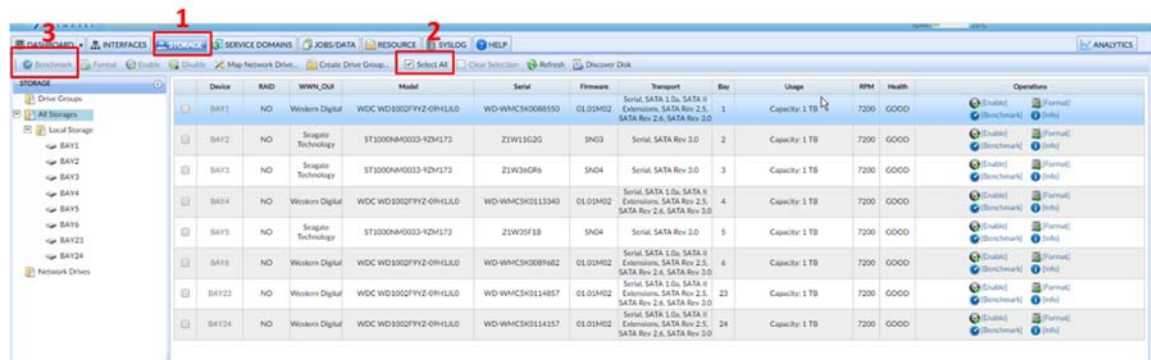 1
2
3
DASHBOARD INTERFACES STORAGE SERVICE DOMAINS JOBS/DATA RESOURCE SYSLOG HELP ANALYTICS
Benchmark Format Enable Disable Map Network Drive... Create Drive Group... Select All Clear Selection Refresh Discover Disk
STORAGE
Drive Groups
All Storages
Local Storage
BAY1
BAY2
BAY3
BAY4
BAY5
BAY6
BAY23
BAY24
Network Drives
Device RAID WWN_OUI Model Serial Firmware Transport Bay Usage RPM Health Operations
BAY1 NO Western Digital WDC WD1002FYYZ-09H1JL0 WD-WMC5K0088550 01.01M02 Serial, SATA 1.0a, SATA II Extensions, SATA Rev 2.5, SATA Rev 2.6, SATA Rev 3.0 1 Capacity: 1 TB 7200 GOOD [Enable] [Format] [Benchmark] [Info]
BAY2 NO Seagate Technology ST1000NM0033-9ZM173 Z1W11G2G SN03 Serial, SATA Rev 3.0 2 Capacity: 1 TB 7200 GOOD [Enable] [Format] [Benchmark] [Info]
BAY3 NO Seagate Technology ST1000NM0033-9ZM173 Z1W36GR6 SN04 Serial, SATA Rev 3.0 3 Capacity: 1 TB 7200 GOOD [Enable] [Format] [Benchmark] [Info]
BAY4 NO Western Digital WDC WD1002FYYZ-09H1JL0 WD-WMC5K0113340 01.01M02 Serial, SATA 1.0a, SATA II Extensions, SATA Rev 2.5, SATA Rev 2.6, SATA Rev 3.0 4 Capacity: 1 TB 7200 GOOD [Enable] [Format] [Benchmark] [Info]
BAY5 NO Seagate Technology ST1000NM0033-9ZM173 Z1W35F1B SN04 Serial, SATA Rev 3.0 5 Capacity: 1 TB 7200 GOOD [Enable] [Format] [Benchmark] [Info]
BAY6 NO Western Digital WDC WD1002FYYZ-09H1JL0 WD-WMC5K0089682 01.01M02 Serial, SATA 1.0a, SATA II Extensions, SATA Rev 2.5, SATA Rev 2.6, SATA Rev 3.0 6 Capacity: 1 TB 7200 GOOD [Enable] [Format] [Benchmark] [Info]
BAY23 NO Western Digital WDC WD1002FYYZ-09H1JL0 WD-WMC5K0114857 01.01M02 Serial, SATA 1.0a, SATA II Extensions, SATA Rev 2.5, SATA Rev 2.6, SATA Rev 3.0 23 Capacity: 1 TB 7200 GOOD [Enable] [Format] [Benchmark] [Info]
BAY24 NO Western Digital WDC WD1002FYYZ-09H1JL0 WD-WMC5K0114157 01.01M02 Serial, SATA 1.0a, SATA II Extensions, SATA Rev 2.5, SATA Rev 2.6, SATA Rev 3.0 24 Capacity: 1 TB 7200 GOOD [Enable] [Format] [Benchmark] [Info]